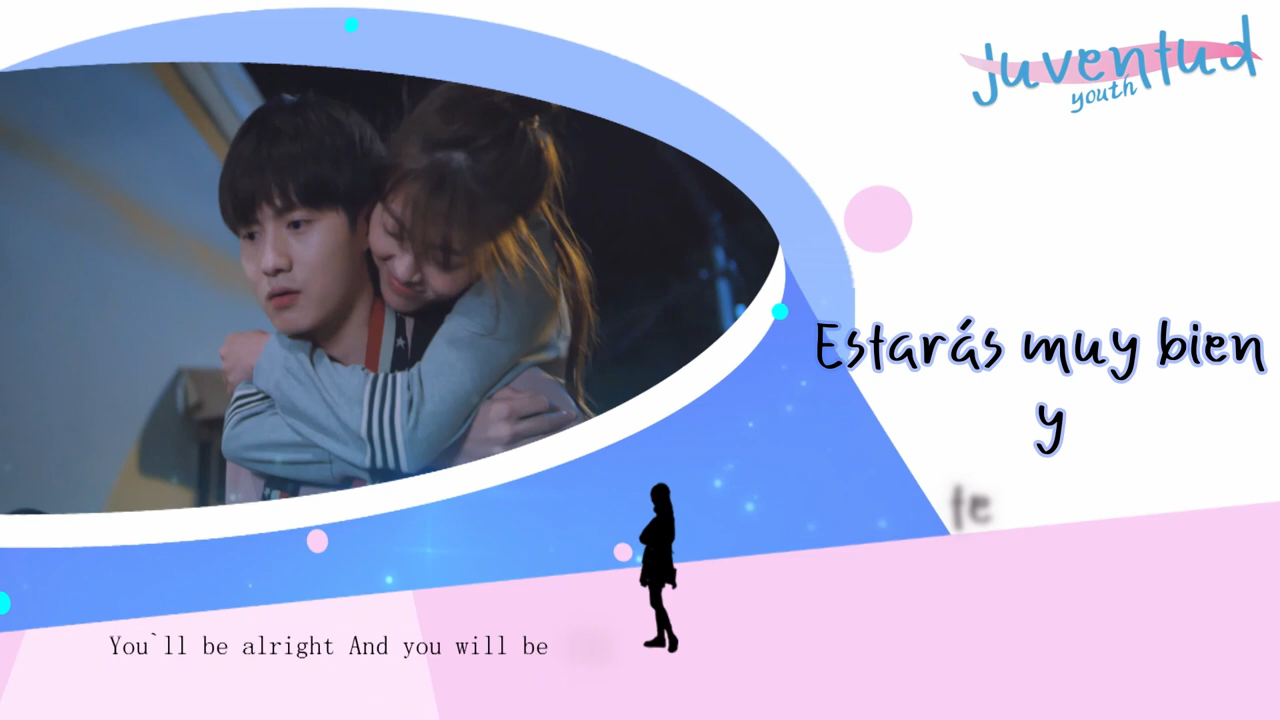 juventud
youth
Estarás muy bien
y
te
You`ll be alright And you will be